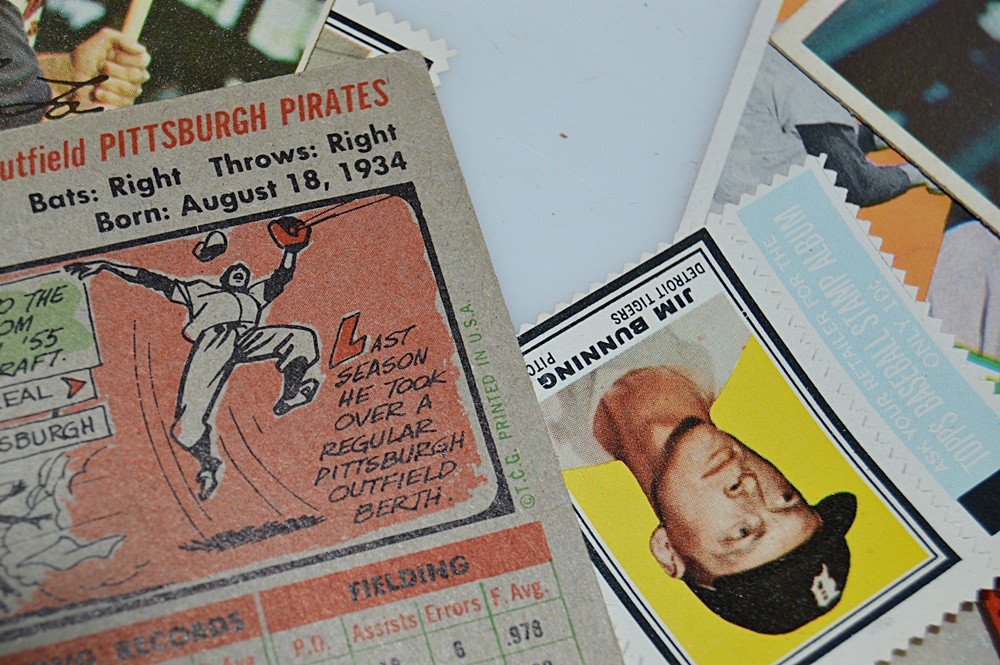 utfield PITTSBURGH PIRATES
Bats: Right Throws: Right
Born: August 18, 1934
O THE
OM
'55
RAFT.
EAL
SBURGH
LAST
SEASON
HE TOOK
OVER A
REGULAR
PITTSBURGH
OUTFIELD
BERTH.
© T.C.G. PRINTED IN U.S.A.
RECORDS
FIELDING
P.O. Assists Errors F. Avg.
6 .978
JIM BUNNING
DETROIT TIGERS
PITC
ASK YOUR RETAILER FOR THE
TOPPS BASEBALL STAMP ALBUM
ONLY 10¢